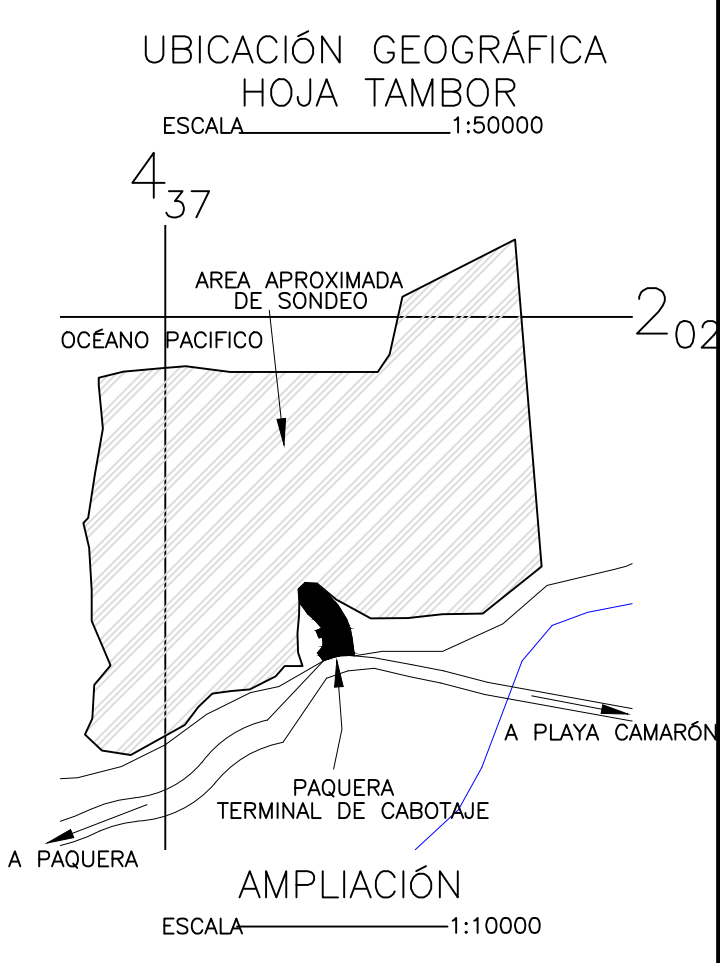 UBICACIÓN GEOGRÁFICA
HOJA TAMBOR
ESCALA 1:50000
4 37
AREA APROXIMADA
DE SONDEO
2 02
OCÉANO PACIFICO
A PLAYA CAMARÓN
PAQUERA
TERMINAL DE CABOTAJE
A PAQUERA
AMPLIACIÓN
ESCALA 1:10000